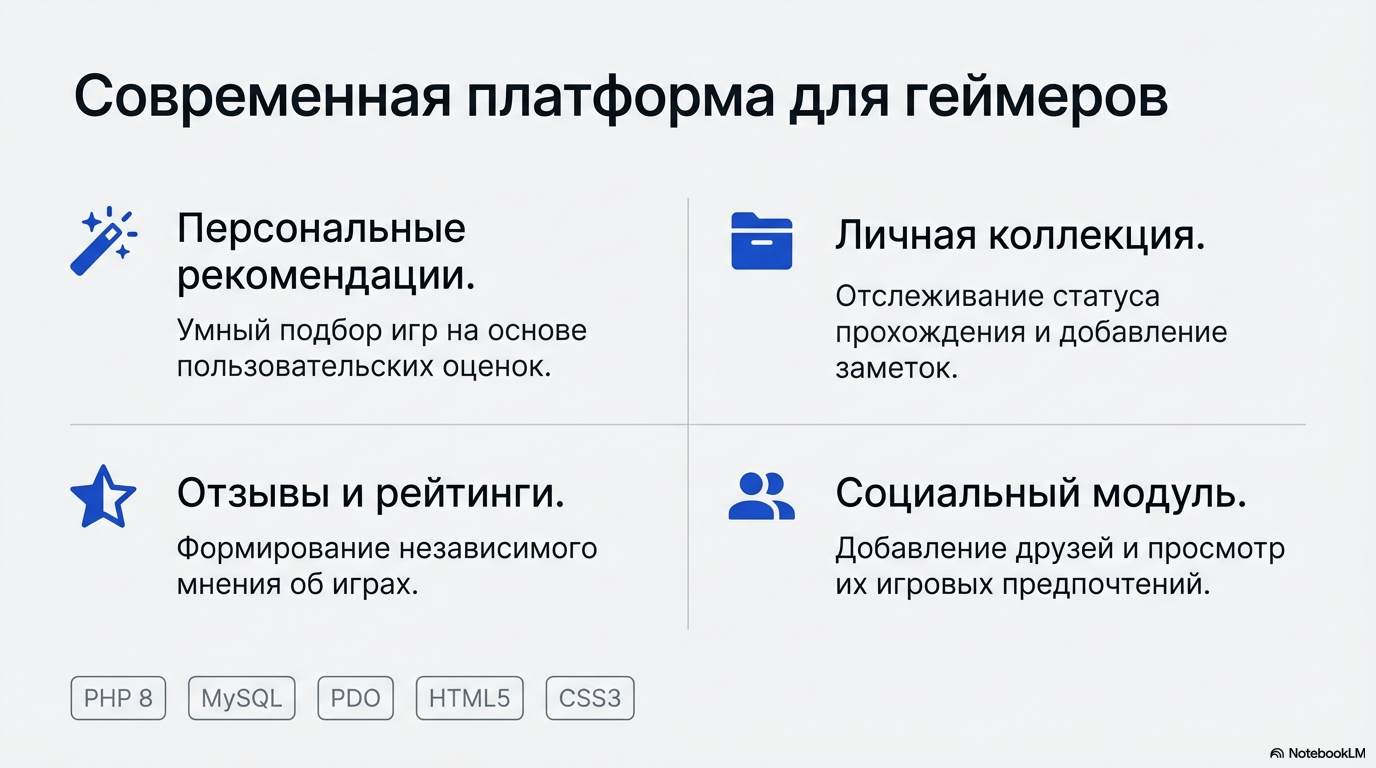 Современная платформа для геймеров
Персональные
рекомендации.
Умный подбор игр на основе
пользовательских оценок.
Личная коллекция.
Отслеживание статуса
прохождения и добавление
заметок.
Отзывы и рейтинги.
Формирование независимого
мнения об играх.
Социальный модуль.
Добавление друзей и просмотр
их игровых предпочтений.
PHP 8 MySQL PDO HTML5 CSS3
NotebookLM